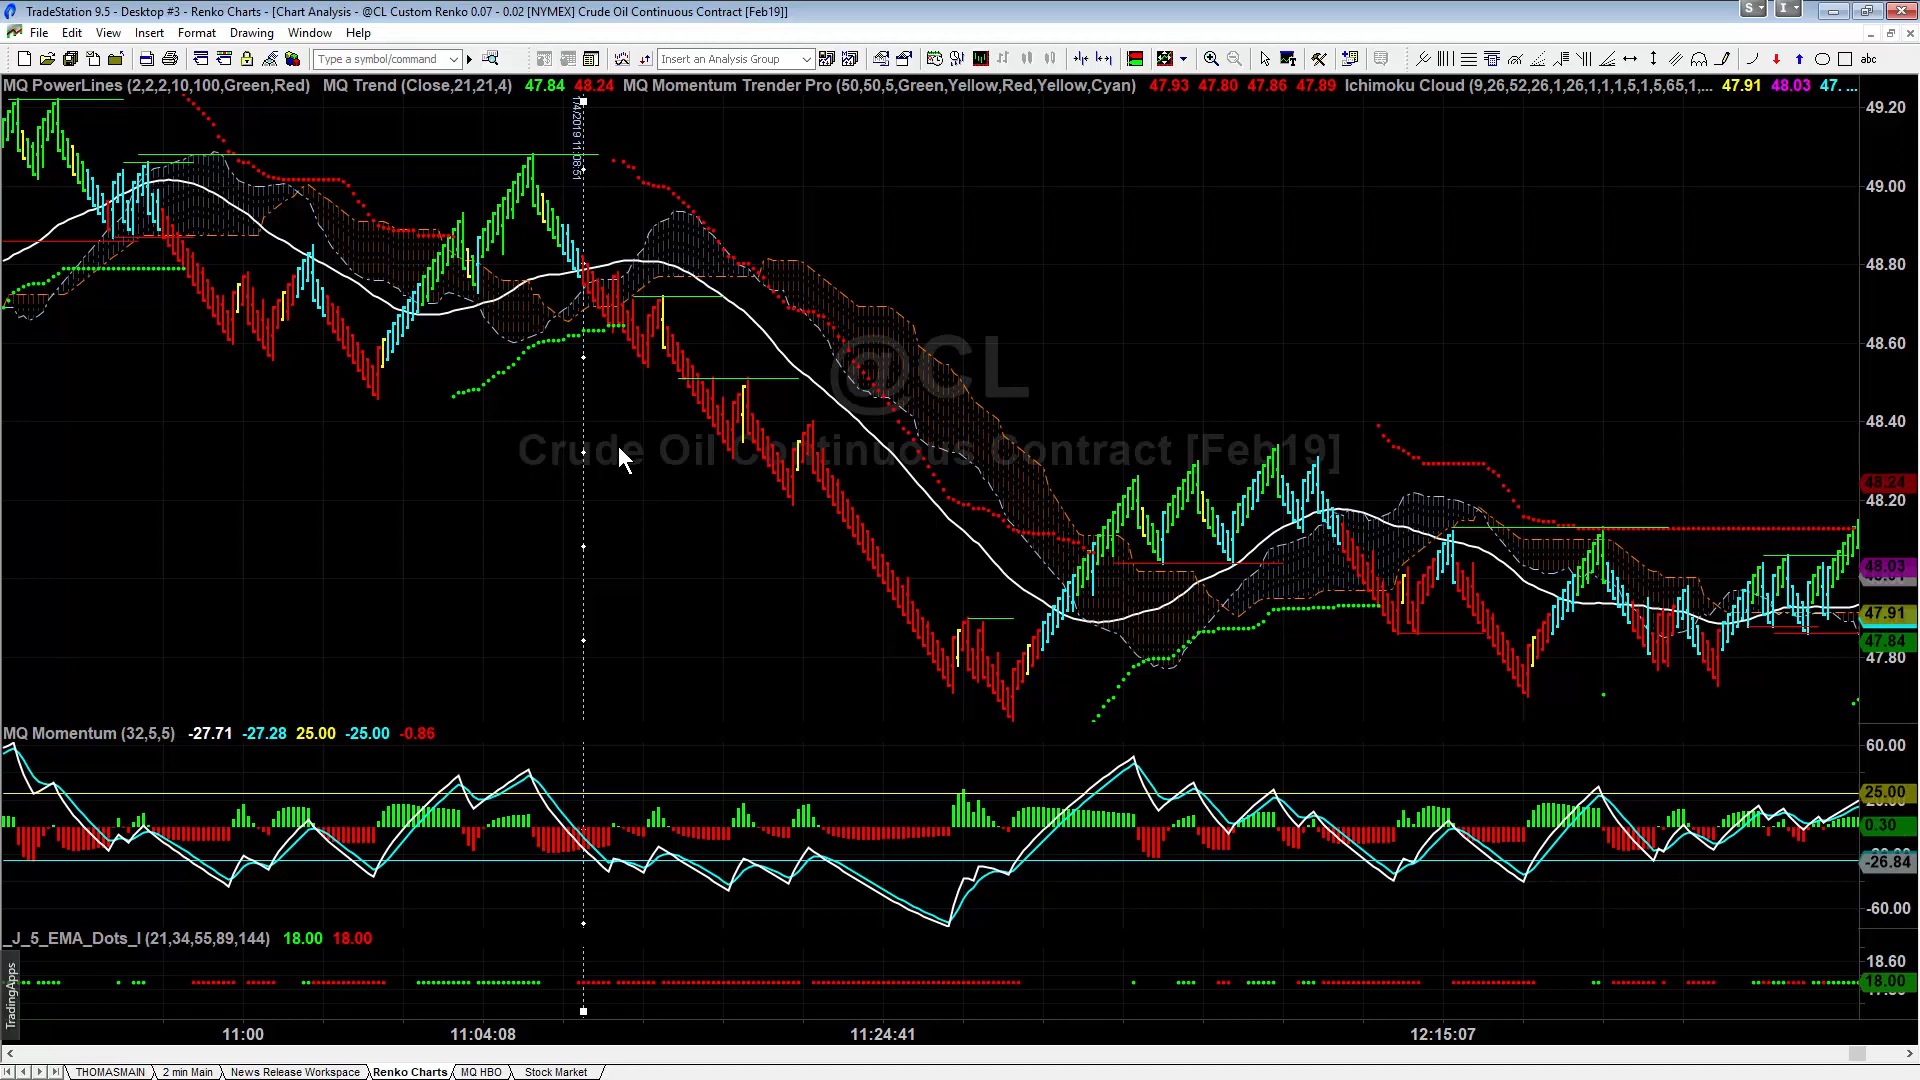 TradeStation 9.5 - Desktop #3 - Renko Charts - [Chart Analysis - @CL Custom Renko 0.07 - 0.02 [NYMEX] Crude Oil Continuous Contract [Feb19]]
S I
File Edit View Insert Format Drawing Window Help
Type a symbol/command Insert an Analysis Group abc
MQ PowerLines (2,2,2,10,100,Green,Red) MQ Trend (Close,21,21,4) 47.84 48.24 MQ Momentum Trender Pro (50,50,5,Green,Yellow,Red,Yellow,Cyan) 47.93 47.80 47.86 47.89 Ichimoku Cloud (9,26,52,26,1,26,1,1,1,5,1,5,65,1,... 47.91 48.03 47. ...
49.20
49.00
48.80
48.60
48.40
48.24
48.20
48.03
47.91
47.84
47.80
@CL
Crude Oil Continuous Contract [Feb19]
MQ Momentum (32,5,5) -27.71 -27.28 25.00 -25.00 -0.86
60.00
25.00
0.30
-26.84
-60.00
_J_5_EMA_Dots_I (21,34,55,89,144) 18.00 18.00
18.60
18.00
TradingApps
11:00 11:04:08 11:24:41 12:15:07
THOMASMAIN 2 min Main News Release Workspace Renko Charts MQ HBO Stock Market